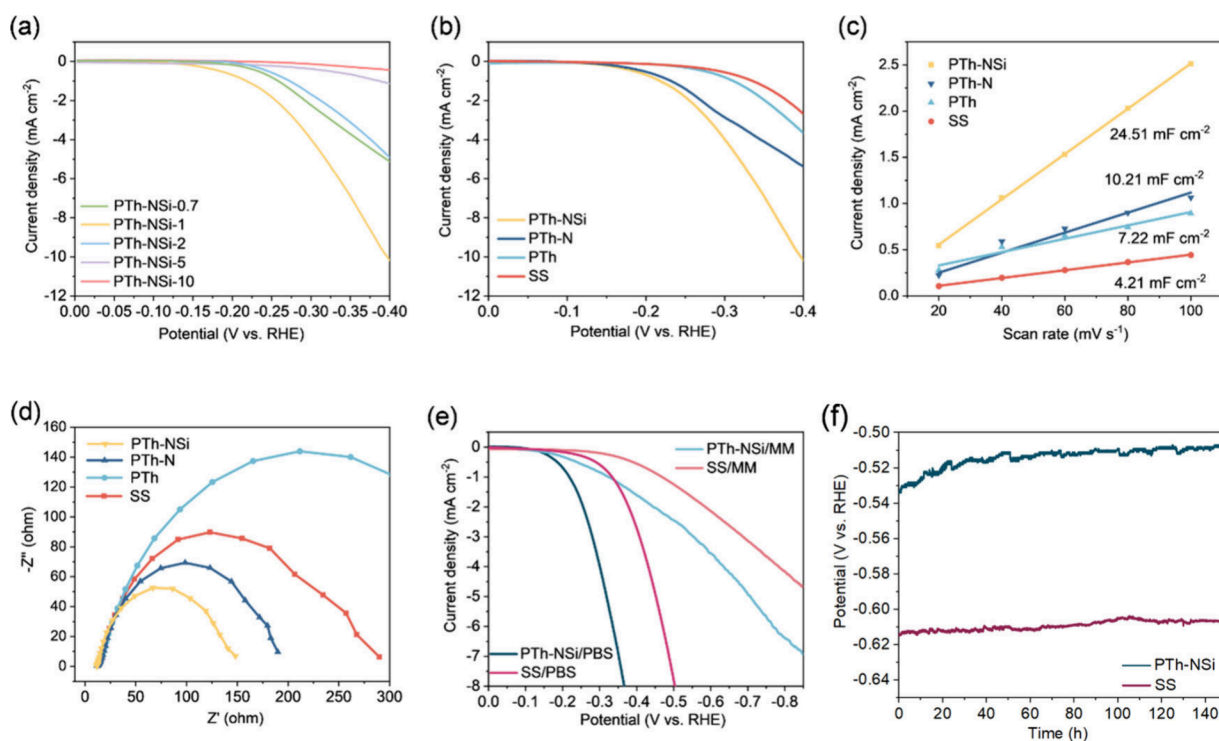 (a)
0
-2
-4
-6
-8
-10
-12
Current density (mA cm⁻²)
PTh-NSi-0.7
PTh-NSi-1
PTh-NSi-2
PTh-NSi-5
PTh-NSi-10
0.00 -0.05 -0.10 -0.15 -0.20 -0.25 -0.30 -0.35 -0.40
Potential (V vs. RHE)
(b)
0
-2
-4
-6
-8
-10
-12
Current density (mA cm⁻²)
PTh-NSi
PTh-N
PTh
SS
0.0 -0.1 -0.2 -0.3 -0.4
Potential (V vs. RHE)
(c)
2.5
2.0
1.5
1.0
0.5
0.0
Current density (mA cm⁻²)
PTh-NSi
PTh-N
PTh
SS
24.51 mF cm⁻²
10.21 mF cm⁻²
7.22 mF cm⁻²
4.21 mF cm⁻²
20 40 60 80 100
Scan rate (mV s⁻¹)
(d)
160
140
120
100
80
60
40
20
0
-Z'' (ohm)
PTh-NSi
PTh-N
PTh
SS
0 50 100 150 200 250 300
Z' (ohm)
(e)
0
-1
-2
-3
-4
-5
-6
-7
-8
Current density (mA cm⁻²)
PTh-NSi/MM
SS/MM
PTh-NSi/PBS
SS/PBS
0.0 -0.1 -0.2 -0.3 -0.4 -0.5 -0.6 -0.7 -0.8
Potential (V vs. RHE)
(f)
-0.50
-0.52
-0.54
-0.56
-0.58
-0.60
-0.62
-0.64
Potential (V vs. RHE)
PTh-NSi
SS
0 20 40 60 80 100 120 140
Time (h)